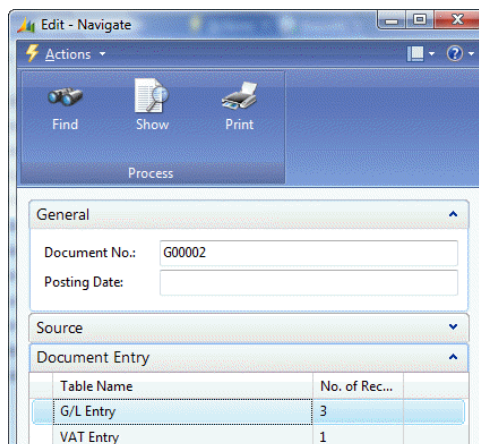 Edit - Navigate
Actions
Find Show Print
Process
General
Document No.: G00002
Posting Date:
Source
Document Entry
Table Name No. of Rec...
G/L Entry 3
VAT Entry 1